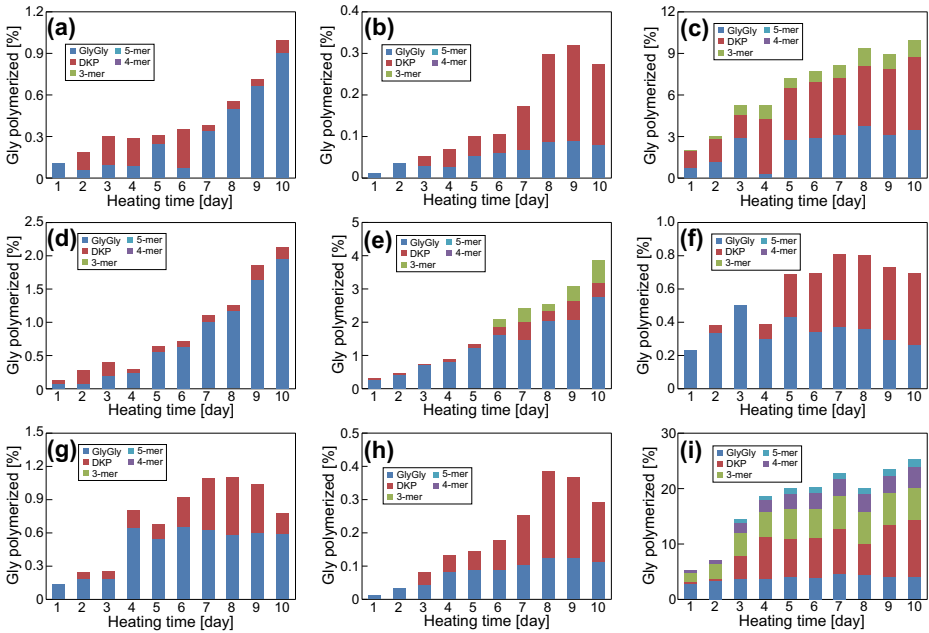 (a)
Gly polymerized [%]
1.2
0.9
0.6
0.3
0
GlyGly 5-mer
DKP 4-mer
3-mer
1 2 3 4 5 6 7 8 9 10
Heating time [day]
(b)
Gly polymerized [%]
0.4
0.3
0.2
0.1
0
GlyGly 5-mer
DKP 4-mer
3-mer
1 2 3 4 5 6 7 8 9 10
Heating time [day]
(c)
Gly polymerized [%]
12
9
6
3
0
GlyGly 5-mer
DKP 4-mer
3-mer
1 2 3 4 5 6 7 8 9 10
Heating time [day]
(d)
Gly polymerized [%]
2.5
2.0
1.5
1.0
0.5
0
GlyGly 5-mer
DKP 4-mer
3-mer
1 2 3 4 5 6 7 8 9 10
Heating time [day]
(e)
Gly polymerized [%]
5
4
3
2
1
0
GlyGly 5-mer
DKP 4-mer
3-mer
1 2 3 4 5 6 7 8 9 10
Heating time [day]
(f)
Gly polymerized [%]
1.0
0.8
0.6
0.4
0.2
0
GlyGly 5-mer
DKP 4-mer
3-mer
1 2 3 4 5 6 7 8 9 10
Heating time [day]
(g)
Gly polymerized [%]
1.5
1.2
0.9
0.6
0.3
0
GlyGly 5-mer
DKP 4-mer
3-mer
1 2 3 4 5 6 7 8 9 10
Heating time [day]
(h)
Gly polymerized [%]
0.5
0.4
0.3
0.2
0.1
0
GlyGly 5-mer
DKP 4-mer
3-mer
1 2 3 4 5 6 7 8 9 10
Heating time [day]
(i)
Gly polymerized [%]
30
20
10
0
GlyGly 5-mer
DKP 4-mer
3-mer
1 2 3 4 5 6 7 8 9 10
Heating time [day]